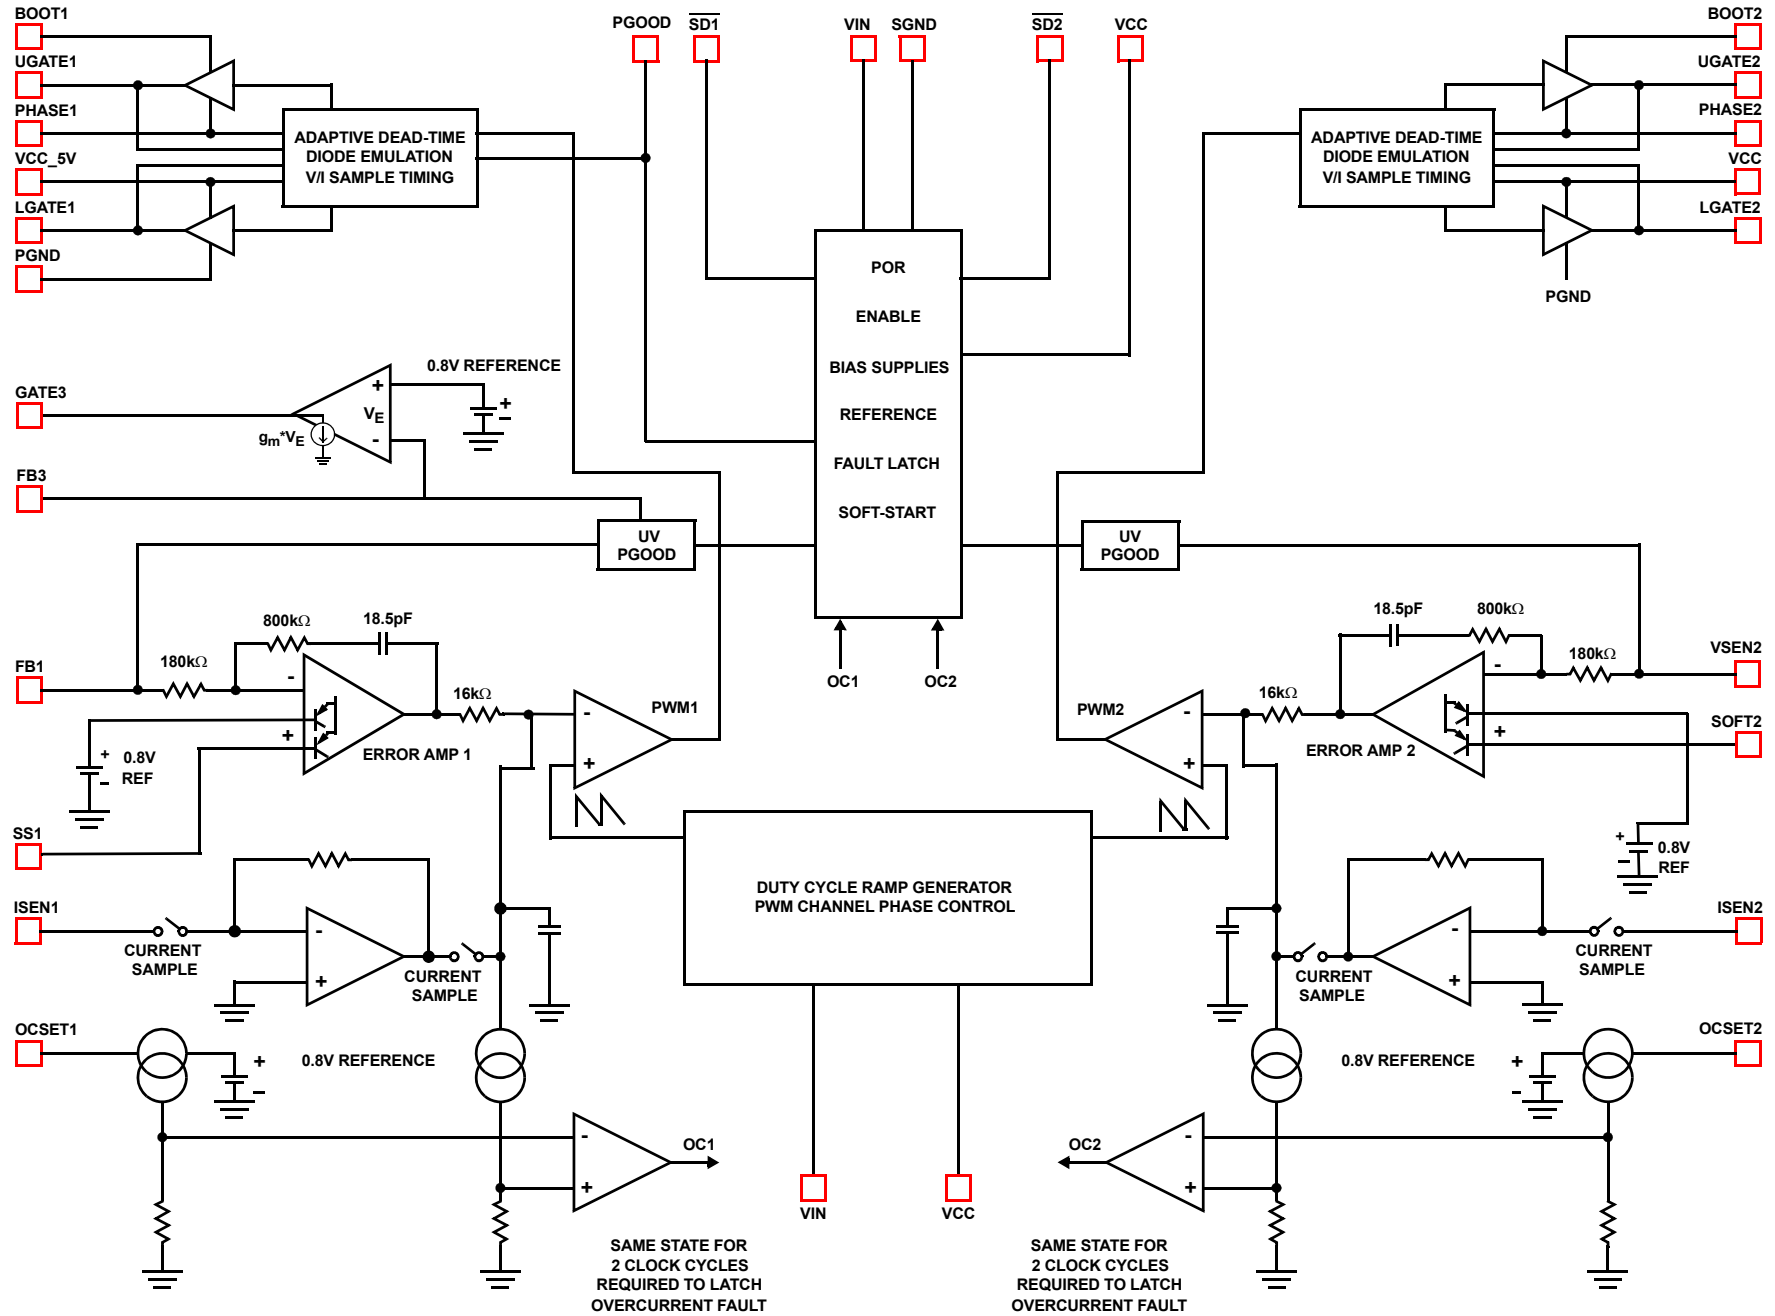 BOOT1
UGATE1
PHASE1
VCC_5V
LGATE1
PGND
ADAPTIVE DEAD-TIME
DIODE EMULATION
V/I SAMPLE TIMING
PGOOD
SD1
VIN
SGND
SD2
VCC
BOOT2
UGATE2
PHASE2
VCC
LGATE2
PGND
ADAPTIVE DEAD-TIME
DIODE EMULATION
V/I SAMPLE TIMING
POR
ENABLE
BIAS SUPPLIES
REFERENCE
FAULT LATCH
SOFT-START
OC1
OC2
GATE3
FB3
0.8V REFERENCE
+
VE
-
gm*VE
+
-
UV
PGOOD
UV
PGOOD
FB1
180kΩ
800kΩ
18.5pF
-
+
16kΩ
ERROR AMP 1
+
-
0.8V
REF
SS1
-
+
PWM1
PWM2
-
+
16kΩ
18.5pF
800kΩ
180kΩ
-
+
ERROR AMP 2
VSEN2
SOFT2
+
-
0.8V
REF
DUTY CYCLE RAMP GENERATOR
PWM CHANNEL PHASE CONTROL
VIN
VCC
ISEN1
CURRENT
SAMPLE
-
+
CURRENT
SAMPLE
ISEN2
CURRENT
SAMPLE
-
+
CURRENT
SAMPLE
OCSET1
+
-
0.8V REFERENCE
-
+
OC1
SAME STATE FOR
2 CLOCK CYCLES
REQUIRED TO LATCH
OVERCURRENT FAULT
OCSET2
+
-
0.8V REFERENCE
-
+
OC2
SAME STATE FOR
2 CLOCK CYCLES
REQUIRED TO LATCH
OVERCURRENT FAULT